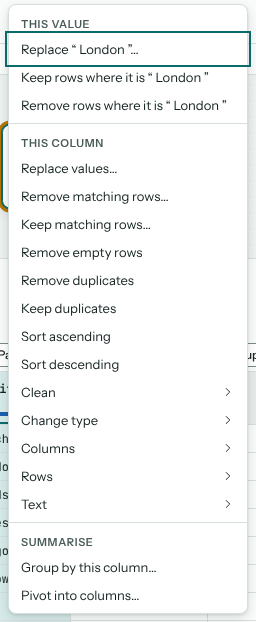 THIS VALUE
Replace “ London ”...
Keep rows where it is “ London ”
Remove rows where it is “ London ”
THIS COLUMN
Replace values...
Remove matching rows...
Keep matching rows...
Remove empty rows
Remove duplicates
Keep duplicates
Sort ascending
Sort descending
Clean
Change type
Columns
Rows
Text
SUMMARISE
Group by this column...
Pivot into columns...